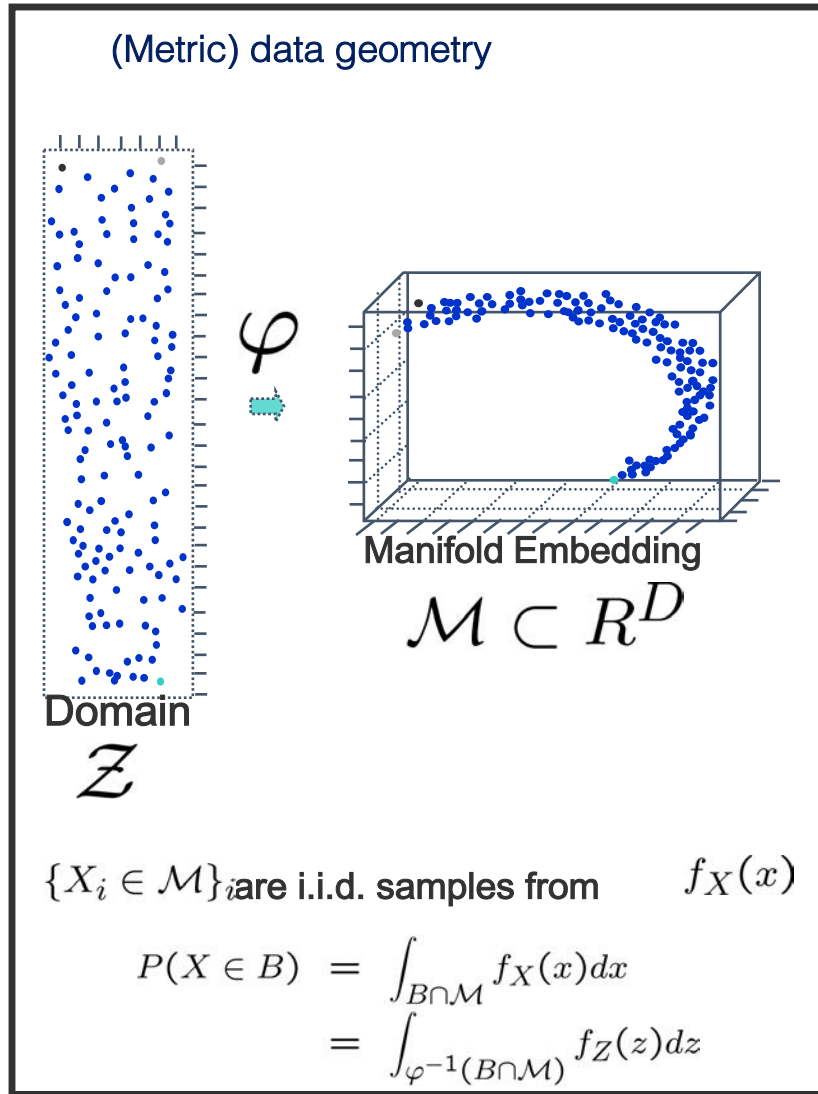 (Metric) data geometry
φ
Manifold Embedding
ℳ ⊂ R^D
Domain
𝒵
{X_i ∈ ℳ}_i are i.i.d. samples from f_X(x)
P(X ∈ B) = ∫_{B∩ℳ} f_X(x)dx
= ∫_{φ^{-1}(B∩ℳ)} f_Z(z)dz